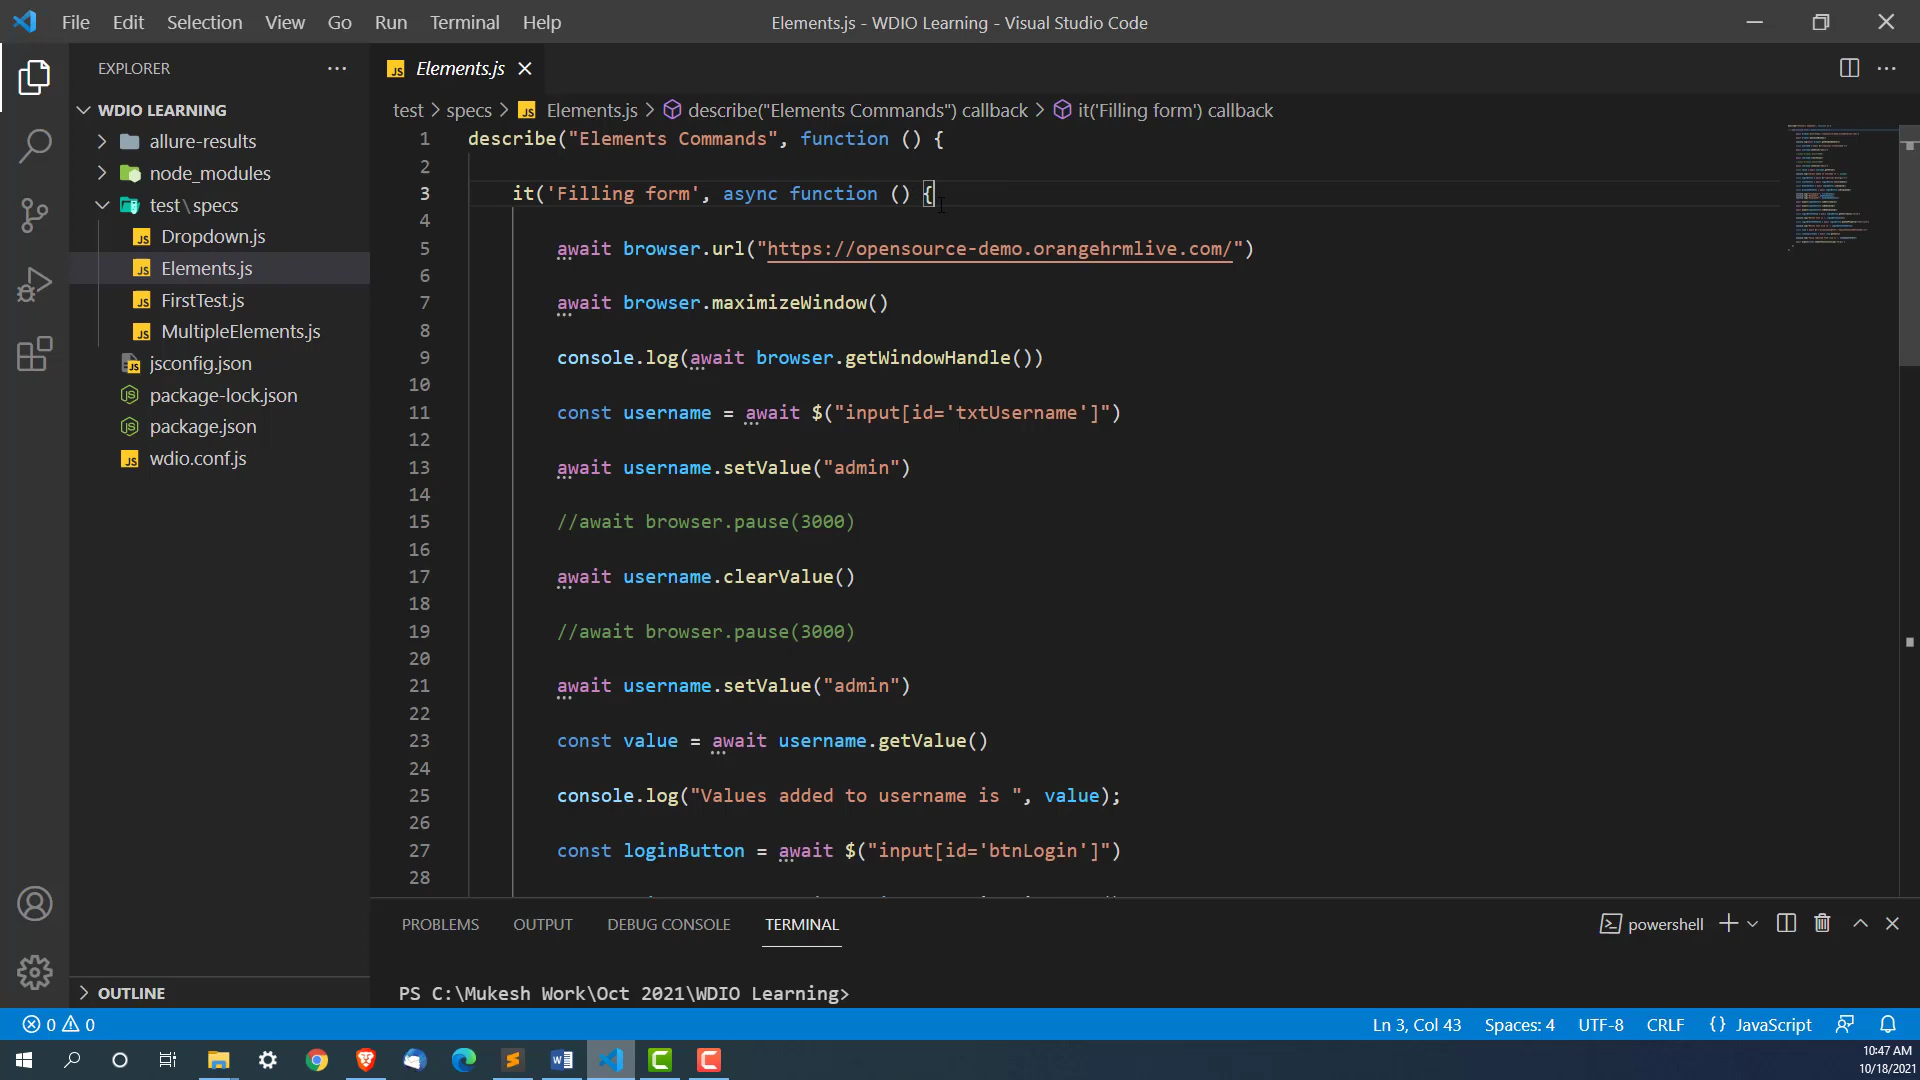 File Edit Selection View Go Run Terminal Help
Elements.js - WDIO Learning - Visual Studio Code
EXPLORER
WDIO LEARNING
allure-results
node_modules
test\specs
Dropdown.js
Elements.js
FirstTest.js
MultipleElements.js
jsconfig.json
package-lock.json
package.json
wdio.conf.js
OUTLINE
Elements.js
test > specs > Elements.js > describe("Elements Commands") callback > it('Filling form') callback
1 describe("Elements Commands", function () {
2
3 it('Filling form', async function () {
4
5 await browser.url("https://opensource-demo.orangehrmlive.com/")
6
7 await browser.maximizeWindow()
8
9 console.log(await browser.getWindowHandle())
10
11 const username = await $("input[id='txtUsername']")
12
13 await username.setValue("admin")
14
15 //await browser.pause(3000)
16
17 await username.clearValue()
18
19 //await browser.pause(3000)
20
21 await username.setValue("admin")
22
23 const value = await username.getValue()
24
25 console.log("Values added to username is ", value);
26
27 const loginButton = await $("input[id='btnLogin']")
28
PROBLEMS OUTPUT DEBUG CONSOLE TERMINAL
powershell
PS C:\Mukesh Work\Oct 2021\WDIO Learning>
0 0
Ln 3, Col 43 Spaces: 4 UTF-8 CRLF {} JavaScript
10:47 AM
10/18/2021